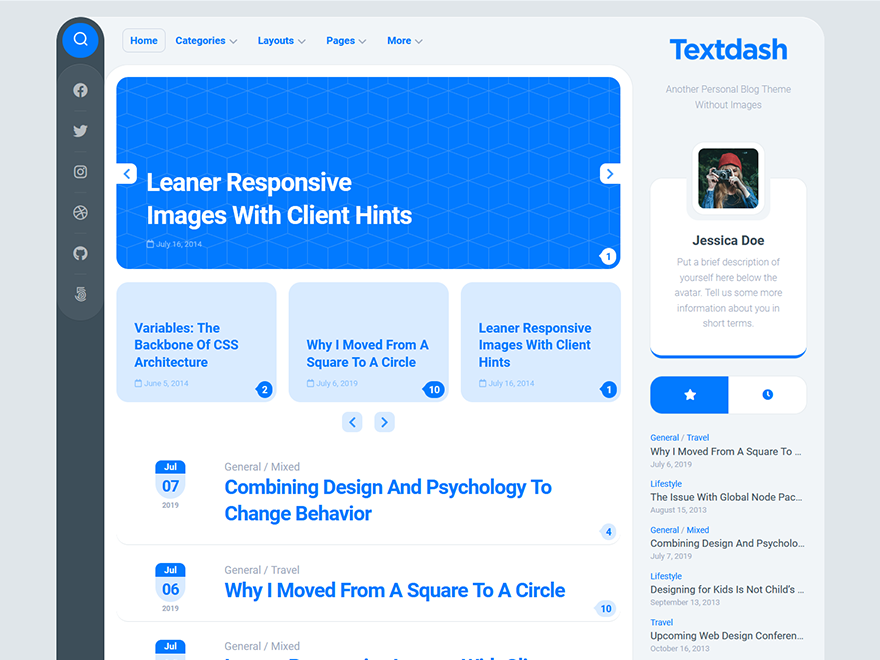 Home
Categories
Layouts
Pages
More
Leaner Responsive
Images With Client Hints
July 16, 2014
1
Variables: The
Backbone Of CSS
Architecture
June 5, 2014
2
Why I Moved From A
Square To A Circle
July 6, 2019
10
Leaner Responsive
Images With Client
Hints
July 16, 2014
1
Jul
07
2019
General / Mixed
Combining Design And Psychology To
Change Behavior
4
Jul
06
2019
General / Travel
Why I Moved From A Square To A Circle
10
Jul
General / Mixed
Textdash
Another Personal Blog Theme
Without Images
Jessica Doe
Put a brief description of
yourself here below the
avatar. Tell us some more
information about you in
short terms.
General / Travel
Why I Moved From A Square To ...
July 6, 2019
Lifestyle
The Issue With Global Node Pac...
August 15, 2013
General / Mixed
Combining Design And Psycholo...
July 7, 2019
Lifestyle
Designing for Kids Is Not Child's ...
September 13, 2013
Travel
Upcoming Web Design Conferen...
October 16, 2013